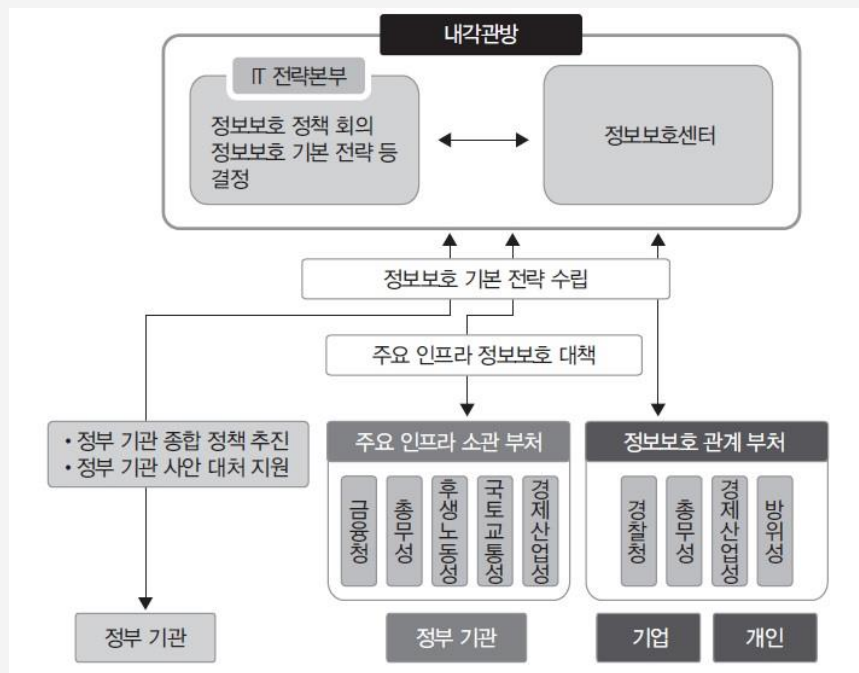 내각관방
IT 전략본부
정보보호 정책 회의
정보보호 기본 전략 등
결정
정보보호센터
정보보호 기본 전략 수립
주요 인프라 정보보호 대책
• 정부 기관 종합 정책 추진
• 정부 기관 사안 대처 지원
주요 인프라 소관 부처
금융청
총무성
후생노동성
국토교통성
경제산업성
정보보호 관계 부처
경찰청
총무성
경제산업성
방위성
정부 기관
정부 기관
기업
개인